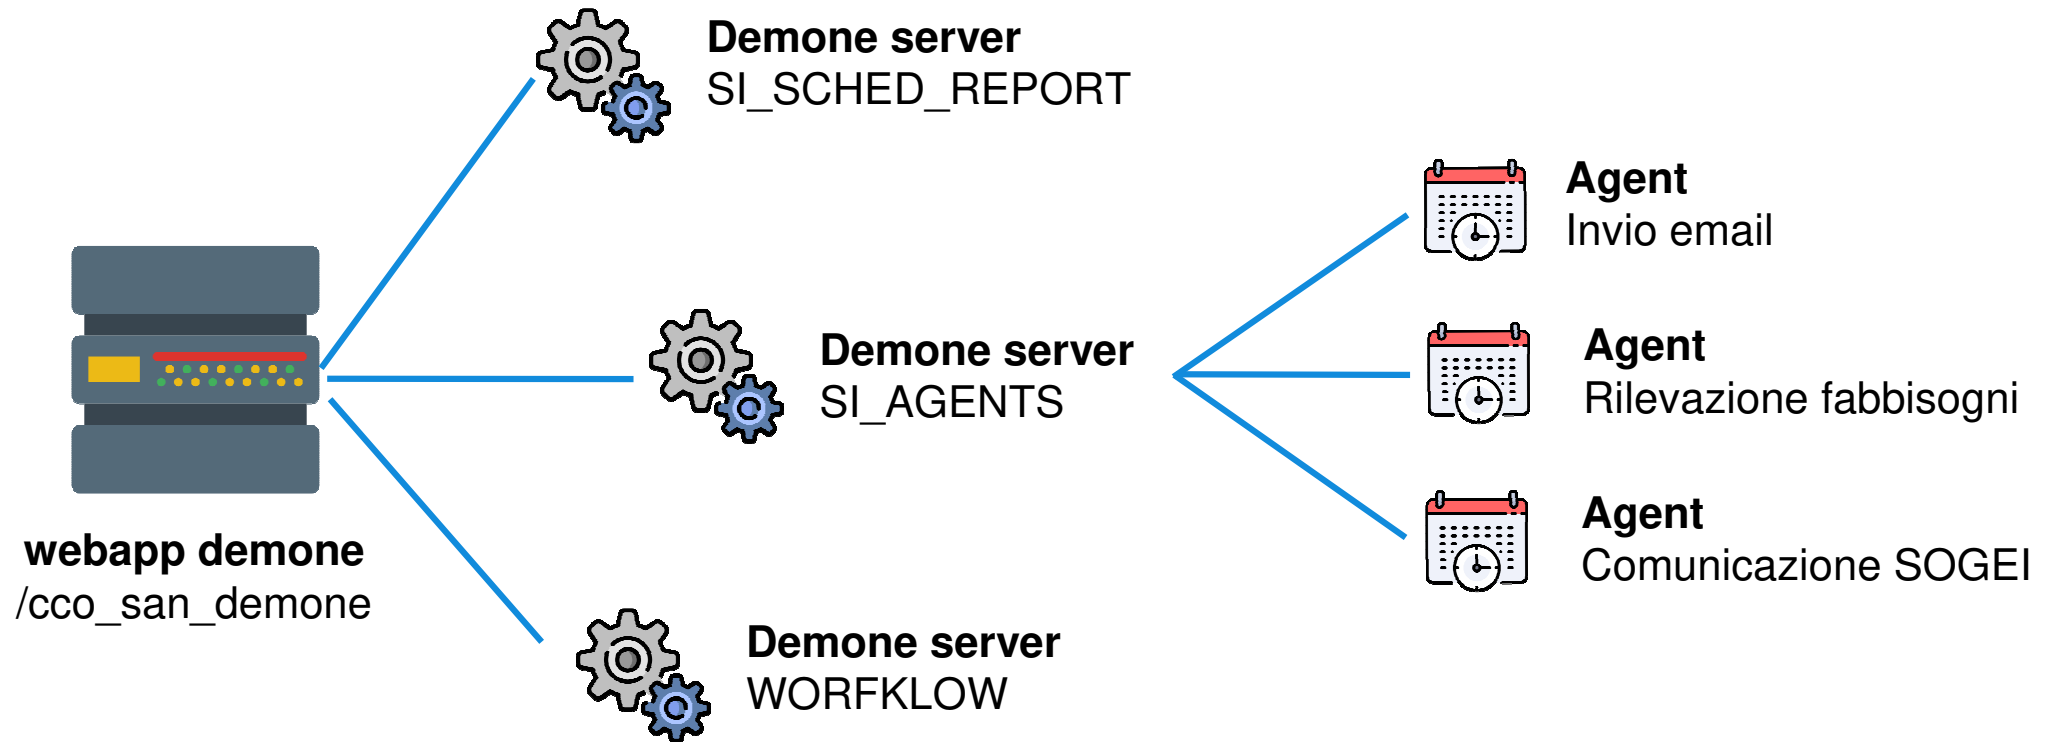 Demone server
SI_SCHED_REPORT
Agent
Invio email
Demone server
SI_AGENTS
Agent
Rilevazione fabbisogni
Agent
Comunicazione SOGEI
webapp demone
/cco_san_demone
Demone server
WORFKLOW